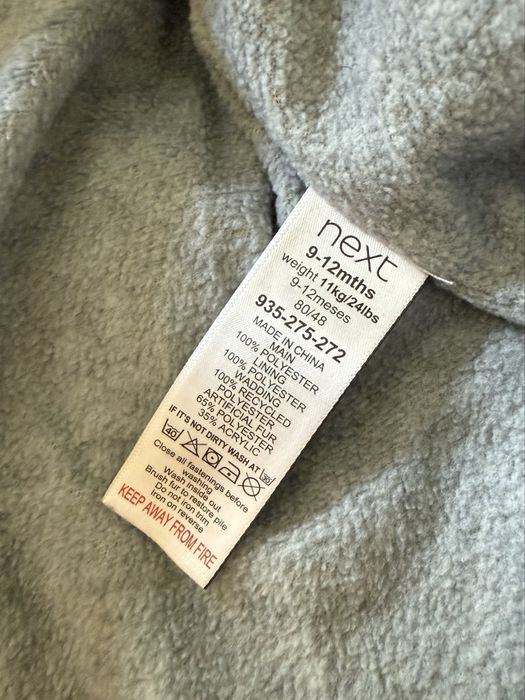 next
9-12mths
weight 11kg/24lbs
9-12meses
80/48
935-275-272
MADE IN CHINA
MAIN
100% POLYESTER
LINING
100% POLYESTER
WADDING
100% RECYCLED
POLYESTER
ARTIFICIAL FUR
65% POLYESTER
35% ACRYLIC
IF IT'S NOT DIRTY WASH AT 30
40
Close all fastenings before
washing
Wash inside out
Brush fur to restore pile
Do not iron trim
Iron on reverse
KEEP AWAY FROM FIRE